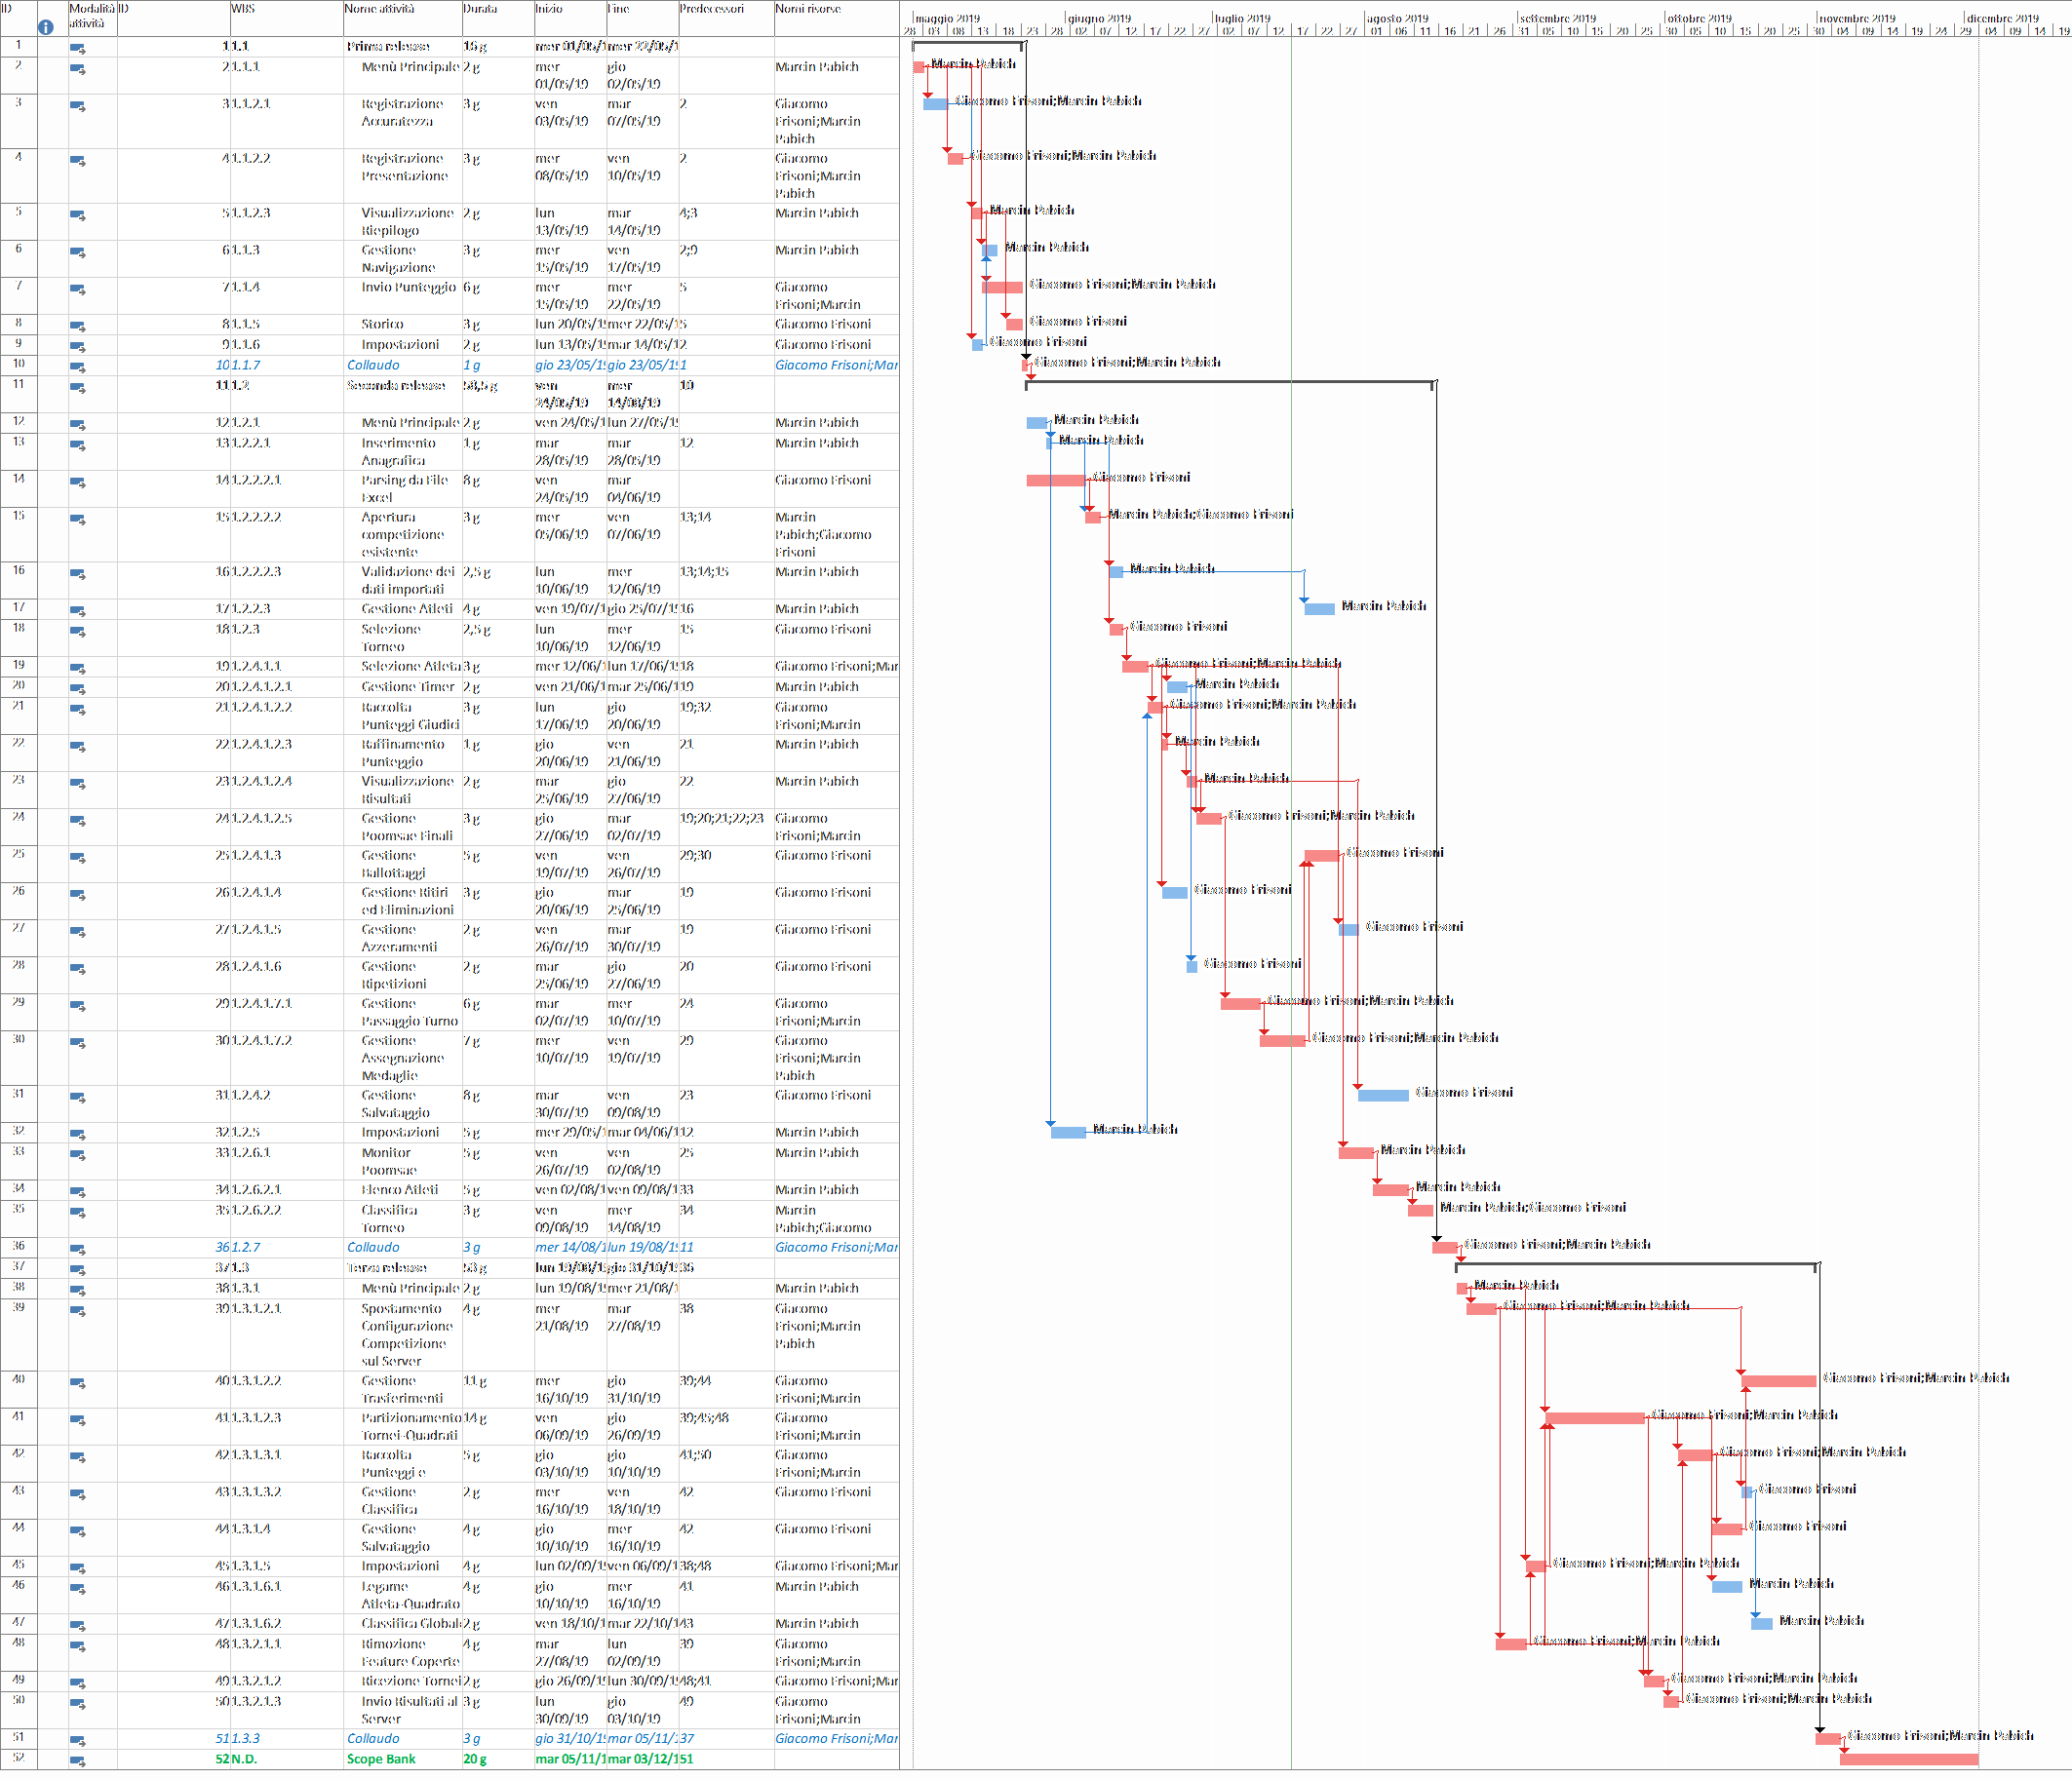 ID Modalità attività ID WBS Nome attività Durata Inizio Fine Predecessori Nomi risorse
maggio 2019 giugno 2019 luglio 2019 agosto 2019 settembre 2019 ottobre 2019 novembre 2019 dicembre 2019
28 03 08 13 18 23 28 02 07 12 17 22 27 02 07 12 17 22 27 01 06 11 16 21 26 31 05 10 15 20 25 30 05 10 15 20 25 30 04 09 14 19 24 29 04 09 14 19
1 1 1.1 Prima release 16 g mer 01/05/1 mer 22/05/1
2 2 1.1.1 Menù Principale 2 g mer 01/05/19 gio 02/05/19 Marcin Pabich Marcin Pabich
3 3 1.1.2.1 Registrazione Accuratezza 3 g ven 03/05/19 mar 07/05/19 2 Giacomo Frisoni;Marcin Pabich Giacomo Frisoni;Marcin Pabich
4 4 1.1.2.2 Registrazione Presentazione 3 g mer 08/05/19 ven 10/05/19 2 Giacomo Frisoni;Marcin Pabich Giacomo Frisoni;Marcin Pabich
5 5 1.1.2.3 Visualizzazione Riepilogo 2 g lun 13/05/19 mar 14/05/19 4;3 Marcin Pabich Marcin Pabich
6 6 1.1.3 Gestione Navigazione 3 g mer 15/05/19 ven 17/05/19 2;9 Marcin Pabich Marcin Pabich
7 7 1.1.4 Invio Punteggio 6 g mer 15/05/19 mer 22/05/19 5 Giacomo Frisoni;Marcin Giacomo Frisoni;Marcin Pabich
8 8 1.1.5 Storico 3 g lun 20/05/1 mer 22/05/1 5 Giacomo Frisoni Giacomo Frisoni
9 9 1.1.6 Impostazioni 2 g lun 13/05/1 mar 14/05/1 2 Giacomo Frisoni Giacomo Frisoni
10 10 1.1.7 Collaudo 1 g gio 23/05/1 gio 23/05/19 1 Giacomo Frisoni;Mar Giacomo Frisoni;Marcin Pabich
11 11 1.2 Seconda release 58,5 g ven 24/05/19 mar 14/08/19 10
12 12 1.2.1 Menù Principale 2 g ven 24/05/1 lun 27/05/19 Marcin Pabich Marcin Pabich
13 13 1.2.2.1 Inserimento Anagrafica 1 g mar 28/05/19 mar 28/05/19 12 Marcin Pabich Marcin Pabich
14 14 1.2.2.2.1 Parsing da File Excel 8 g ven 24/05/19 mar 04/06/19 Giacomo Frisoni Giacomo Frisoni
15 15 1.2.2.2.2 Apertura competizione esistente 3 g mer 05/06/19 ven 07/06/19 13;14 Marcin Pabich;Giacomo Frisoni Marcin Pabich;Giacomo Frisoni
16 16 1.2.2.2.3 Validazione dei dati importati 2,5 g lun 10/06/19 mer 12/06/19 13;14;15 Marcin Pabich Marcin Pabich
17 17 1.2.2.3 Gestione Atleti 4 g ven 19/07/1 gio 25/07/19 16 Marcin Pabich Marcin Pabich
18 18 1.2.3 Selezione Torneo 2,5 g lun 10/06/19 mer 12/06/19 15 Giacomo Frisoni Giacomo Frisoni
19 19 1.2.4.1.1 Selezione Atleta 3 g mer 12/06/1 lun 17/06/19 18 Giacomo Frisoni;Mar Giacomo Frisoni;Marcin Pabich
20 20 1.2.4.1.2.1 Gestione Timer 2 g ven 21/06/1 mar 25/06/1 19 Marcin Pabich Marcin Pabich
21 21 1.2.4.1.2.2 Raccolta Punteggi Giudici 3 g lun 17/06/19 gio 20/06/19 19;32 Giacomo Frisoni;Marcin Giacomo Frisoni;Marcin Pabich
22 22 1.2.4.1.2.3 Raffinamento Punteggio 1 g gio 20/06/19 ven 21/06/19 21 Marcin Pabich Marcin Pabich
23 23 1.2.4.1.2.4 Visualizzazione Risultati 2 g mar 25/06/19 gio 27/06/19 22 Marcin Pabich Marcin Pabich
24 24 1.2.4.1.2.5 Gestione Poomsae Finali 3 g gio 27/06/19 mar 02/07/19 19;20;21;22;23 Giacomo Frisoni;Marcin Giacomo Frisoni;Marcin Pabich
25 25 1.2.4.1.3 Gestione Ballottaggi 5 g ven 19/07/19 ven 26/07/19 29;30 Giacomo Frisoni Giacomo Frisoni
26 26 1.2.4.1.4 Gestione Ritiri ed Eliminazioni 3 g gio 20/06/19 mar 25/06/19 19 Giacomo Frisoni Giacomo Frisoni
27 27 1.2.4.1.5 Gestione Azzeramenti 2 g ven 26/07/19 mar 30/07/19 19 Giacomo Frisoni Giacomo Frisoni
28 28 1.2.4.1.6 Gestione Ripetizioni 2 g mar 25/06/19 gio 27/06/19 20 Giacomo Frisoni Giacomo Frisoni
29 29 1.2.4.1.7.1 Gestione Passaggio Turno 6 g mar 02/07/19 mer 10/07/19 24 Giacomo Frisoni;Marcin Giacomo Frisoni;Marcin Pabich
30 30 1.2.4.1.7.2 Gestione Assegnazione Medaglie 7 g mer 10/07/19 ven 19/07/19 29 Giacomo Frisoni;Marcin Pabich Giacomo Frisoni;Marcin Pabich
31 31 1.2.4.2 Gestione Salvataggio 8 g mar 30/07/19 ven 09/08/19 23 Giacomo Frisoni Giacomo Frisoni
32 32 1.2.5 Impostazioni 5 g mer 29/05/1 mar 04/06/1 12 Marcin Pabich Marcin Pabich
33 33 1.2.6.1 Monitor Poomsae 5 g ven 26/07/19 ven 02/08/19 25 Marcin Pabich Marcin Pabich
34 34 1.2.6.2.1 Elenco Atleti 5 g ven 02/08/1 ven 09/08/1 33 Marcin Pabich Marcin Pabich
35 35 1.2.6.2.2 Classifica Torneo 3 g ven 09/08/19 mer 14/08/19 34 Marcin Pabich;Giacomo Marcin Pabich;Giacomo Frisoni
36 36 1.2.7 Collaudo 3 g mer 14/08/1 lun 19/08/19 11 Giacomo Frisoni;Mar Giacomo Frisoni;Marcin Pabich
37 37 1.3 Terza release 53 g lun 19/08/1 gio 31/10/19 36
38 38 1.3.1 Menù Principale 2 g lun 19/08/1 mer 21/08/1 Marcin Pabich Marcin Pabich
39 39 1.3.1.2.1 Spostamento Configurazione Competizione sul Server 4 g mer 21/08/19 mar 27/08/19 38 Giacomo Frisoni;Marcin Pabich Giacomo Frisoni;Marcin Pabich
40 40 1.3.1.2.2 Gestione Trasferimenti 11 g mer 16/10/19 gio 31/10/19 39;44 Giacomo Frisoni;Marcin Giacomo Frisoni;Marcin Pabich
41 41 1.3.1.2.3 Partizionamento Tornei-Quadrati 14 g ven 06/09/19 gio 26/09/19 39;45;48 Giacomo Frisoni;Marcin Giacomo Frisoni;Marcin Pabich
42 42 1.3.1.3.1 Raccolta Punteggi e 5 g gio 03/10/19 gio 10/10/19 41;50 Giacomo Frisoni;Marcin Giacomo Frisoni;Marcin Pabich
43 43 1.3.1.3.2 Gestione Classifica 2 g mer 16/10/19 ven 18/10/19 42 Giacomo Frisoni Giacomo Frisoni
44 44 1.3.1.4 Gestione Salvataggio 4 g gio 10/10/19 mer 16/10/19 42 Giacomo Frisoni Giacomo Frisoni
45 45 1.3.1.5 Impostazioni 4 g lun 02/09/1 ven 06/09/1 38;48 Giacomo Frisoni;Mar Giacomo Frisoni;Marcin Pabich
46 46 1.3.1.6.1 Legame Atleta-Quadrato 4 g gio 10/10/19 mer 16/10/19 41 Marcin Pabich Marcin Pabich
47 47 1.3.1.6.2 Classifica Global 2 g ven 18/10/1 mar 22/10/1 43 Marcin Pabich Marcin Pabich
48 48 1.3.2.1.1 Rimozione Feature Coperte 4 g mar 27/08/19 lun 02/09/19 39 Giacomo Frisoni;Marcin Giacomo Frisoni;Marcin Pabich
49 49 1.3.2.1.2 Ricezione Tornei 2 g gio 26/09/1 lun 30/09/19 48;41 Giacomo Frisoni;Mar Giacomo Frisoni;Marcin Pabich
50 50 1.3.2.1.3 Invio Risultati al Server 3 g lun 30/09/19 gio 03/10/19 49 Giacomo Frisoni;Marcin Giacomo Frisoni;Marcin Pabich
51 51 1.3.3 Collaudo 3 g gio 31/10/1 mar 05/11/1 37 Giacomo Frisoni;Mar Giacomo Frisoni;Marcin Pabich
52 52 N.D. Scope Bank 20 g mar 05/11/1 mar 03/12/1 51